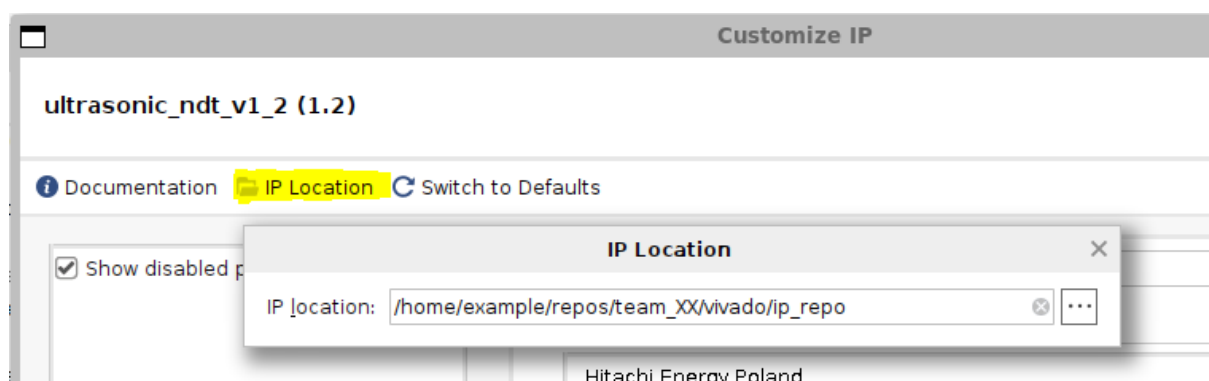 Customize IP
ultrasonic_ndt_v1_2 (1.2)
Documentation IP Location Switch to Defaults
IP Location
Show disabled p
IP location: /home/example/repos/team_XX/vivado/ip_repo
Hitachi Energy Poland